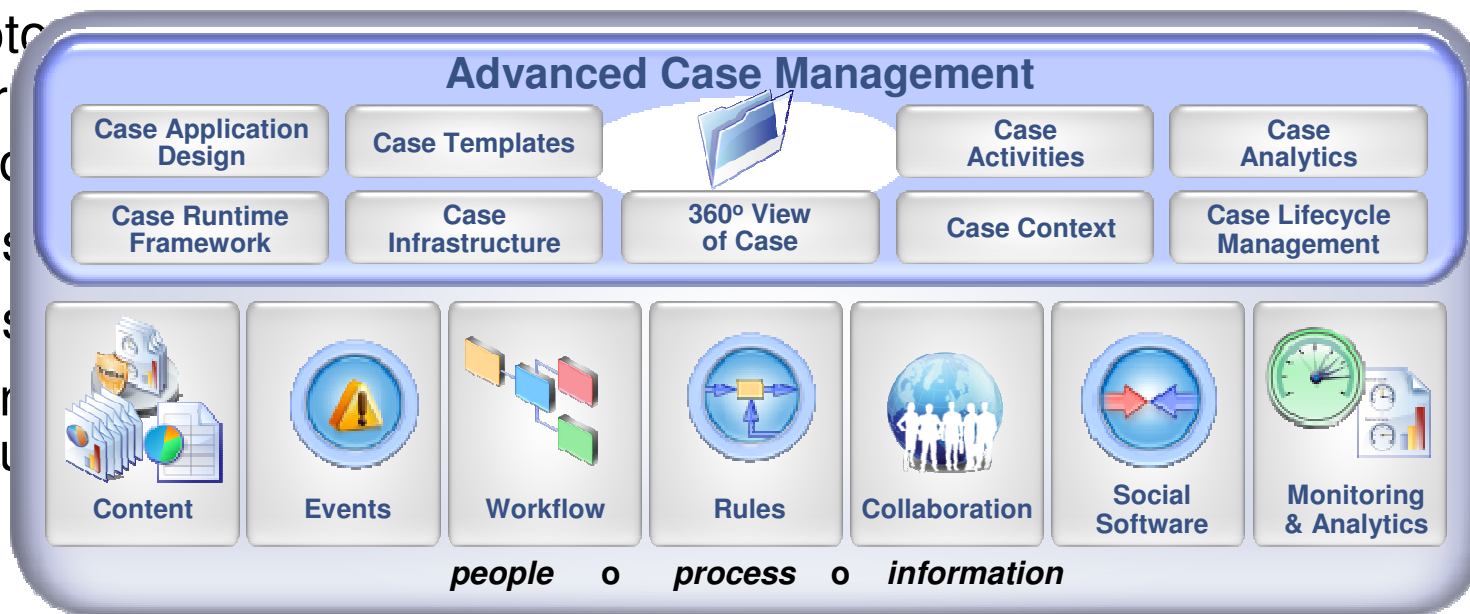 Advanced Case Management
Case Application
Design
Case Templates
Case
Activities
Case
Analytics
Case Runtime
Framework
Case
Infrastructure
360º View
of Case
Case Context
Case Lifecycle
Management
Content
Events
Workflow
Rules
Collaboration
Social
Software
Monitoring
& Analytics
people o process o information